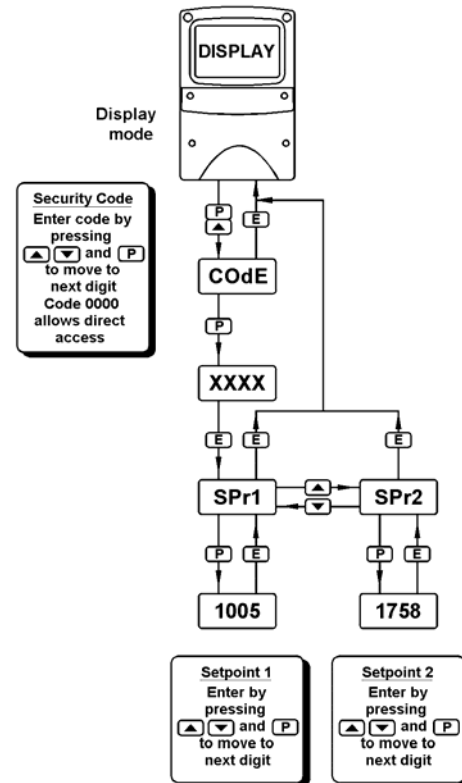 DISPLAY
Display
mode
Security Code
Enter code by
pressing
▲ ▼ and P
to move to
next digit
Code 0000
allows direct
access
P
▲
E
COdE
P
XXXX
E
E
E
SPr1
▲
▼
SPr2
P
E
P
E
1005
1758
Setpoint 1
Enter by
pressing
▲ ▼ and P
to move to
next digit
Setpoint 2
Enter by
pressing
▲ ▼ and P
to move to
next digit